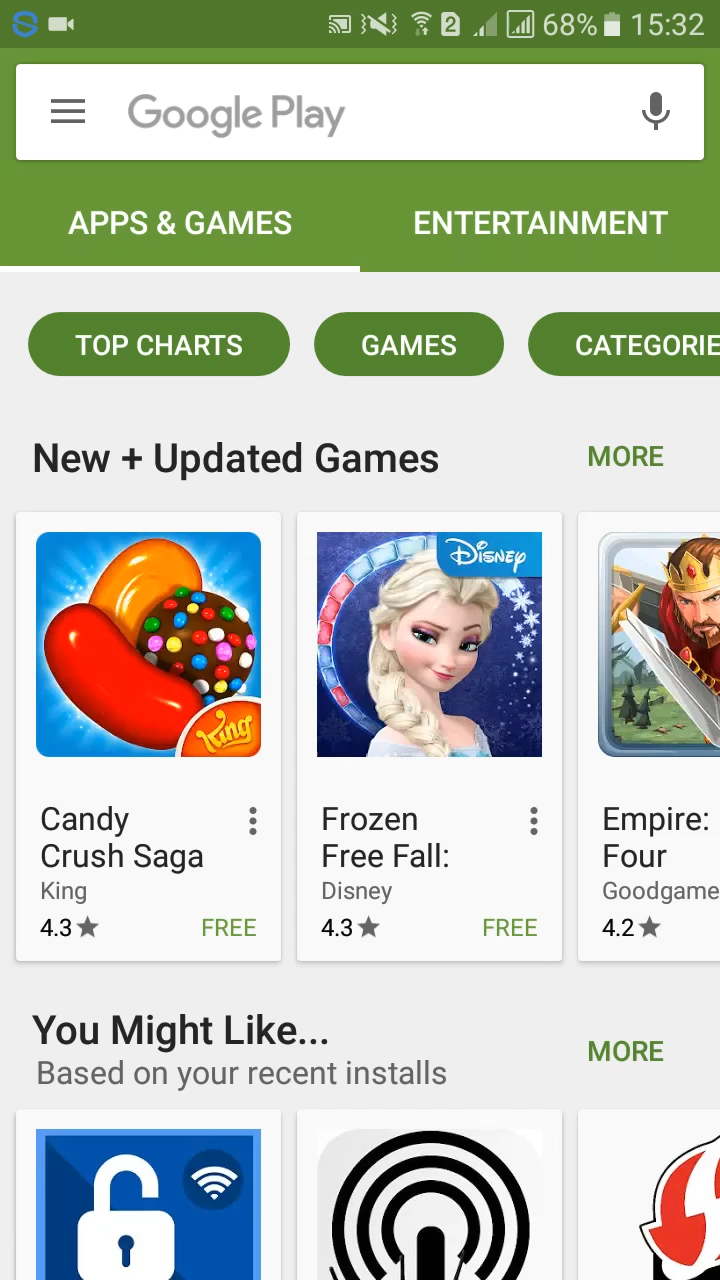 2 68% 15:32
Google Play
APPS & GAMES ENTERTAINMENT
TOP CHARTS GAMES CATEGORIE
New + Updated Games MORE
Disney
King
Candy
Crush Saga
King
4.3 FREE
Frozen
Free Fall:
Disney
4.3 FREE
Empire:
Four
Goodgame
4.2
You Might Like...
Based on your recent installs
MORE